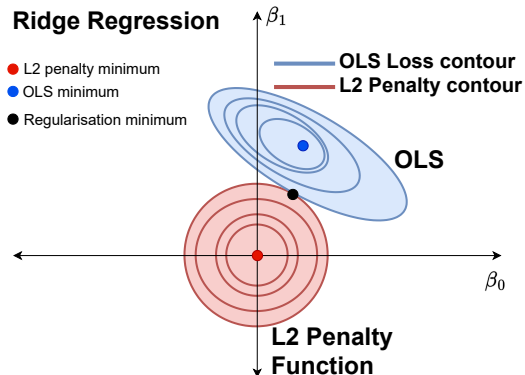 Ridge Regression
β₁
L2 penalty minimum
OLS minimum
Regularisation minimum
OLS Loss contour
L2 Penalty contour
OLS
β₀
L2 Penalty
Function